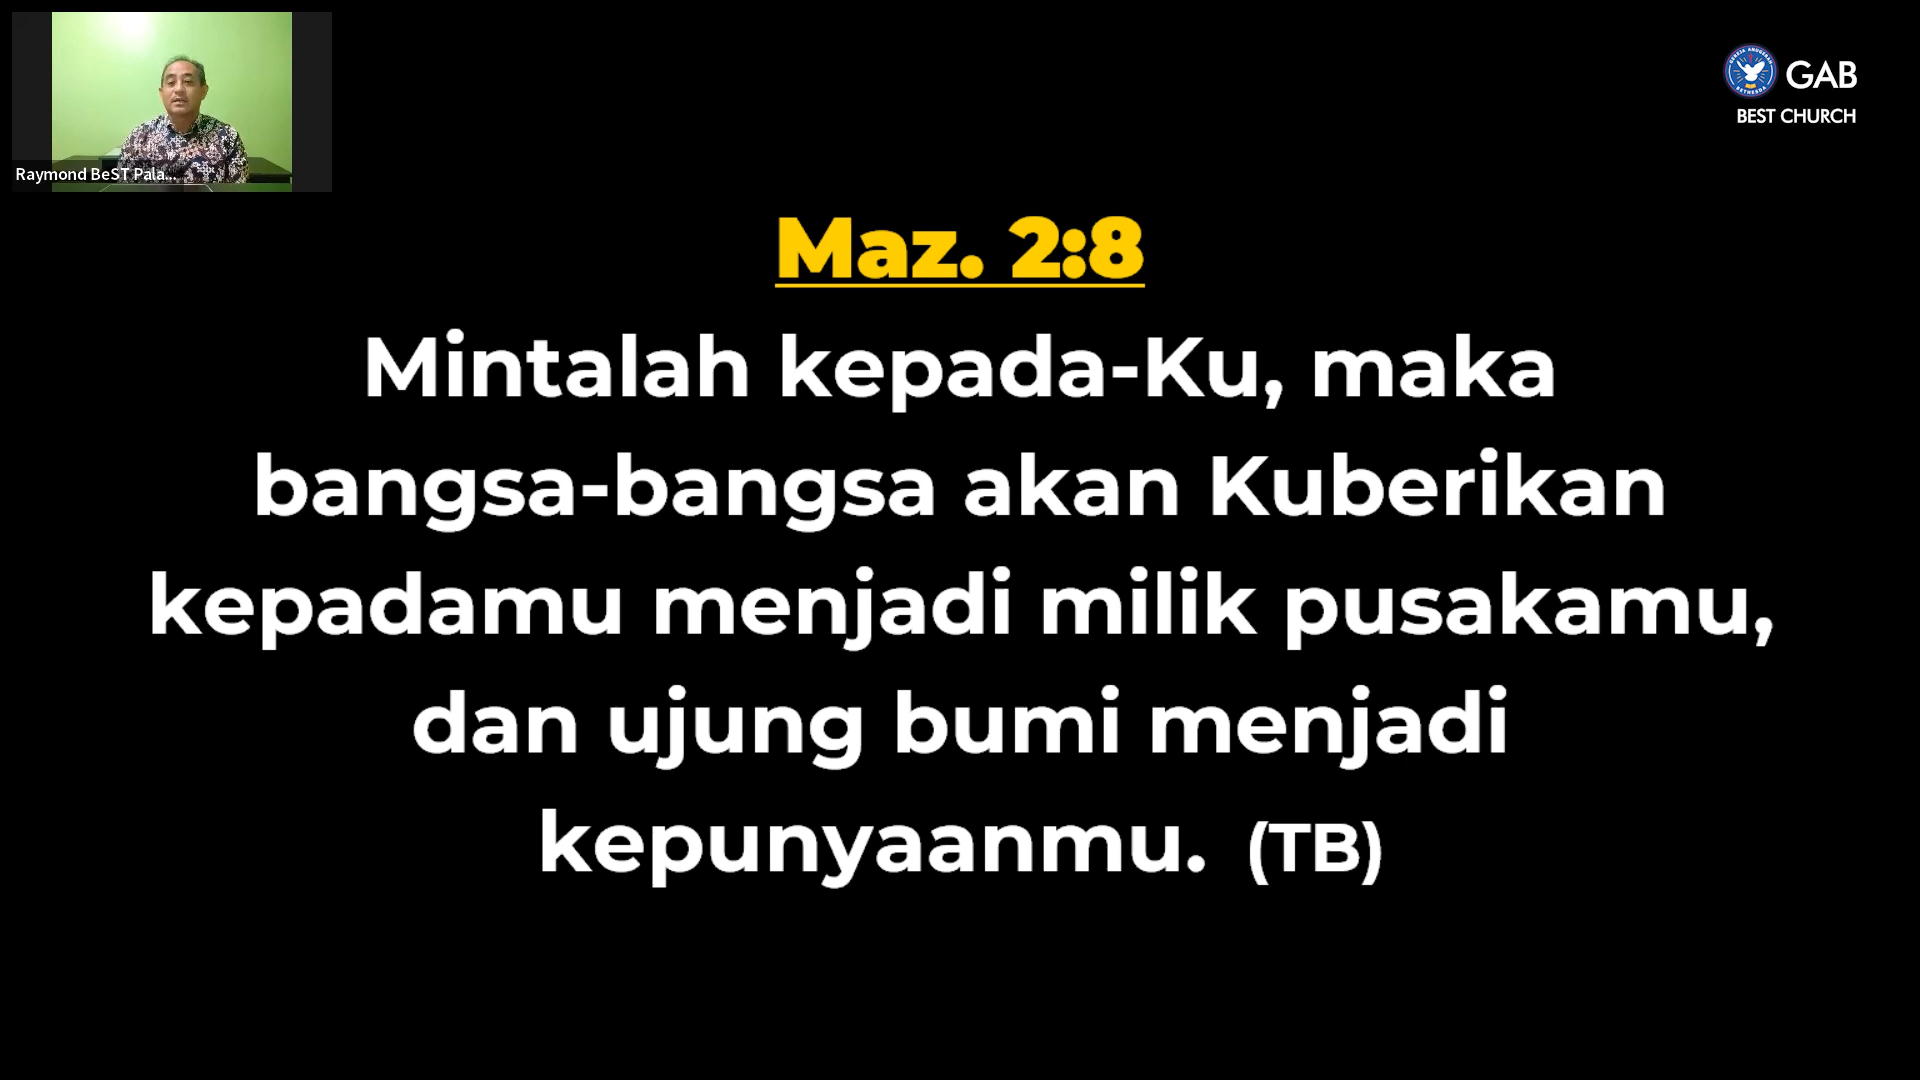 Raymond BeST Pala...
GAB
BEST CHURCH
Maz. 2:8
Mintalah kepada-Ku, maka
bangsa-bangsa akan Kuberikan
kepadamu menjadi milik pusakamu,
dan ujung bumi menjadi
kepunyaanmu. (TB)